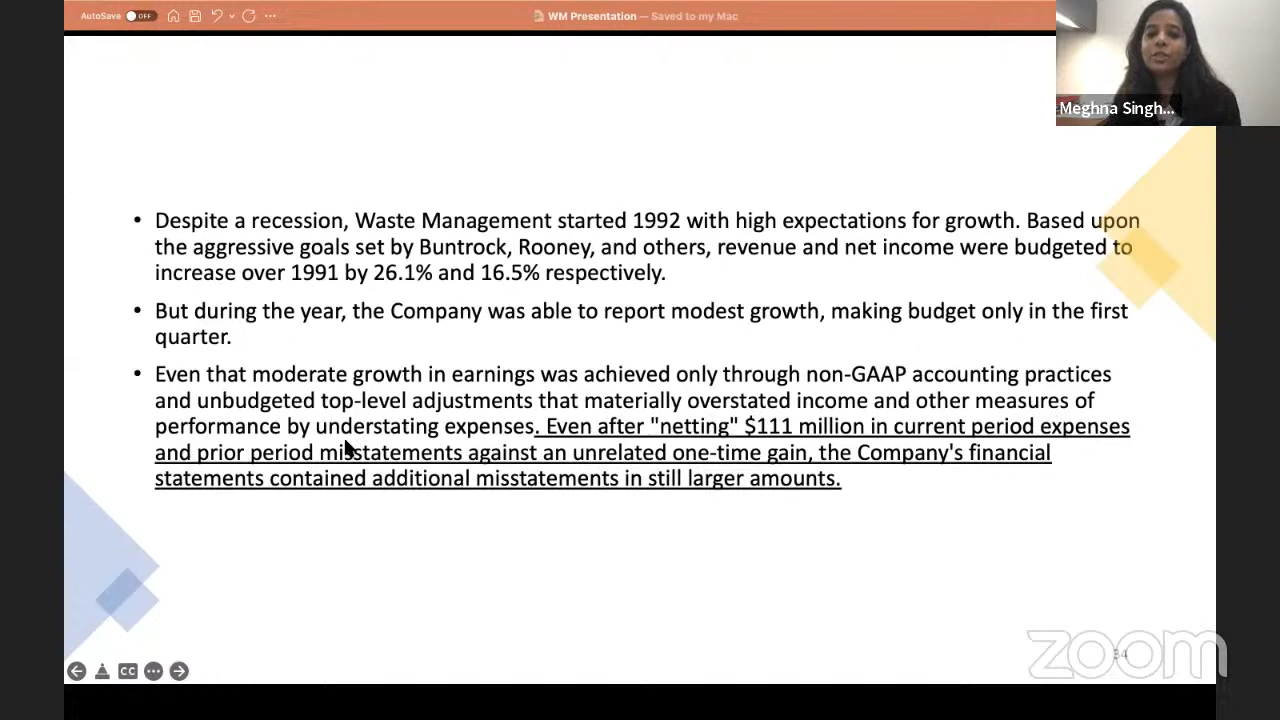 AutoSave OFF
WM Presentation — Saved to my Mac
Meghna Singh...
• Despite a recession, Waste Management started 1992 with high expectations for growth. Based upon
the aggressive goals set by Buntrock, Rooney, and others, revenue and net income were budgeted to
increase over 1991 by 26.1% and 16.5% respectively.
• But during the year, the Company was able to report modest growth, making budget only in the first
quarter.
• Even that moderate growth in earnings was achieved only through non-GAAP accounting practices
and unbudgeted top-level adjustments that materially overstated income and other measures of
performance by understating expenses. Even after "netting" $111 million in current period expenses
and prior period misstatements against an unrelated one-time gain, the Company's financial
statements contained additional misstatements in still larger amounts.
CC
zoom